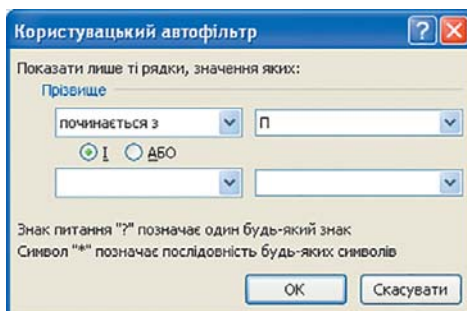 Користувацький автофільтр
Показати лише ті рядки, значення яких:
Прізвище
починається з П
І АБО
Знак питання "?" позначає один будь-який знак
Символ "*" позначає послідовність будь-яких символів
ОК Скасувати